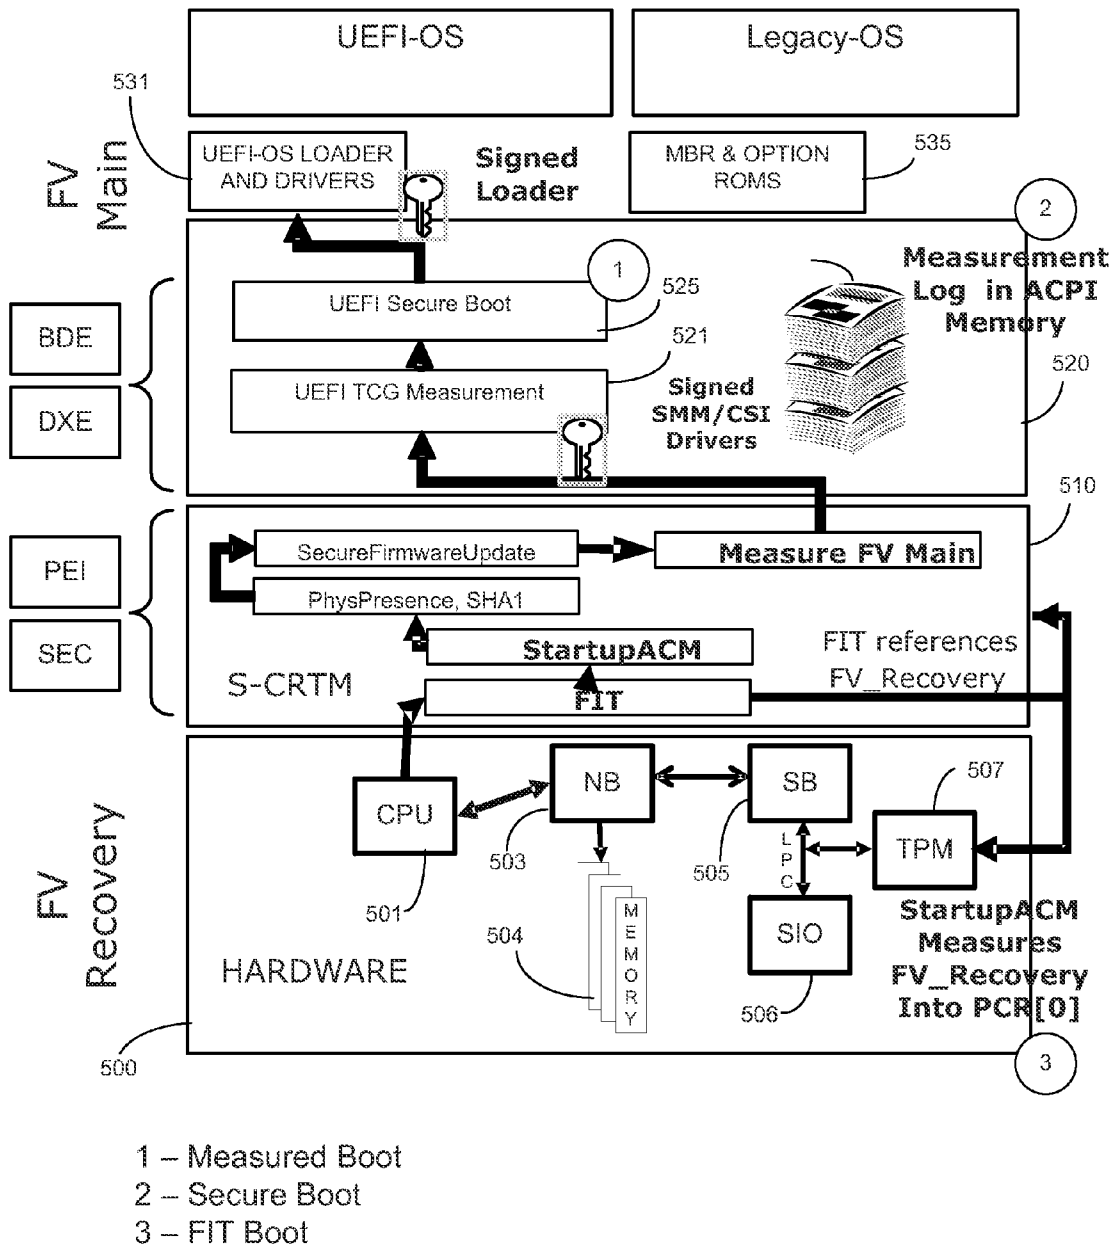 UEFI-OS
Legacy-OS
531
FV
Main
UEFI-OS LOADER
AND DRIVERS
Signed
Loader
MBR & OPTION
ROMS
535
2
1
Measurement
Log in ACPI
Memory
UEFI Secure Boot
525
BDE
DXE
521
UEFI TCG Measurement
Signed
SMM/CSI
Drivers
520
510
PEI
SEC
SecureFirmwareUpdate
Measure FV Main
PhysPresence, SHA1
StartupACM
FIT references
FV_Recovery
S-CRTM
FIT
FV
Recovery
CPU
NB
SB
507
TPM
503
505
LPC
501
504
MEMORY
SIO
506
StartupACM
Measures
FV_Recovery
Into PCR[0]
HARDWARE
500
3
1 – Measured Boot
2 – Secure Boot
3 – FIT Boot